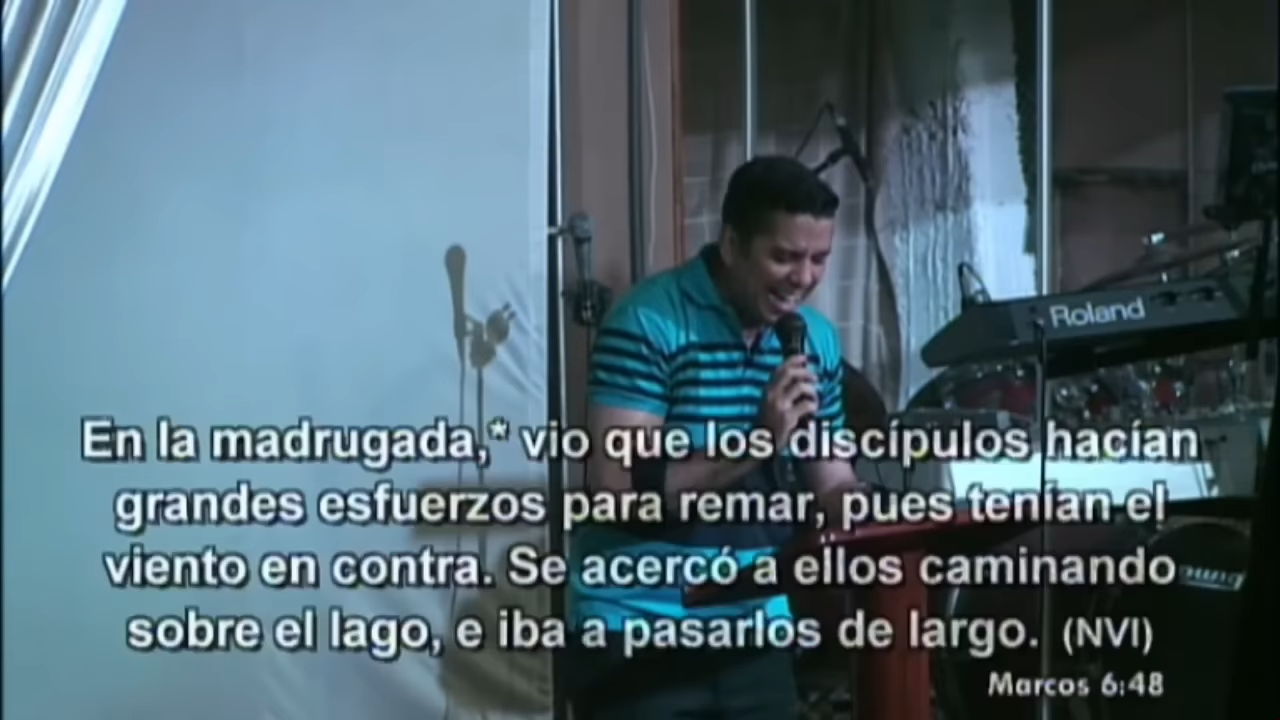 Roland
En la madrugada,* vio que los discípulos hacían
grandes esfuerzos para remar, pues tenían el
viento en contra. Se acercó a ellos caminando
sobre el lago, e iba a pasarlos de largo. (NVI)
Marcos 6:48